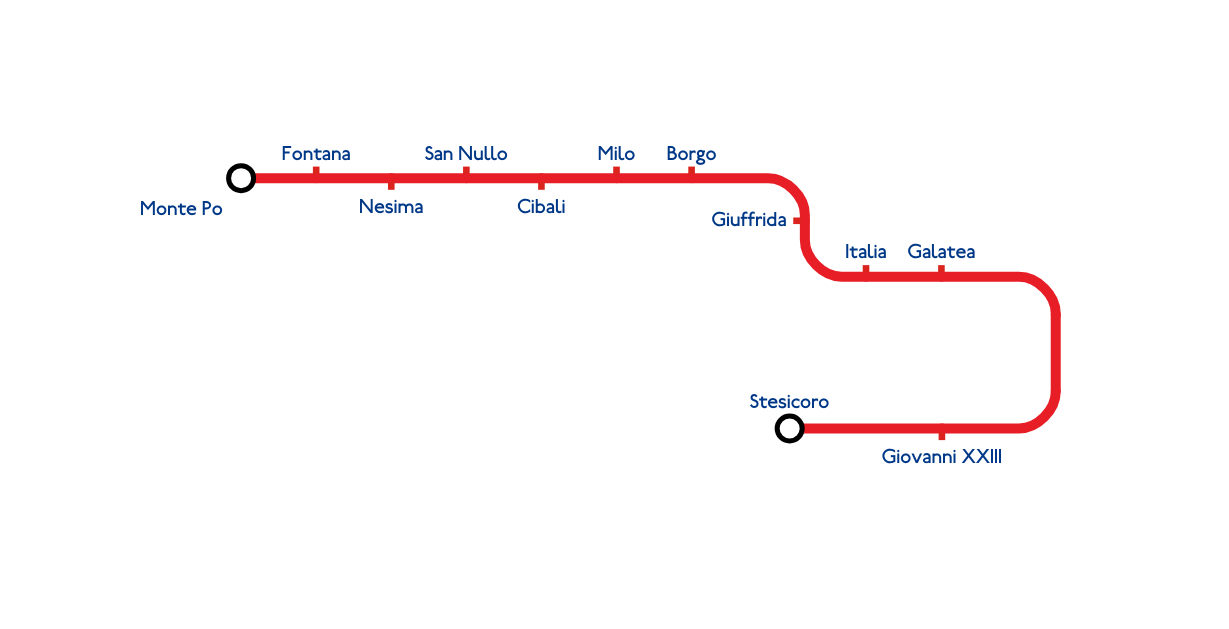 Fontana
San Nullo
Milo
Borgo
Monte Po
Nesima
Cibali
Giuffrida
Italia
Galatea
Stesicoro
Giovanni XXIII